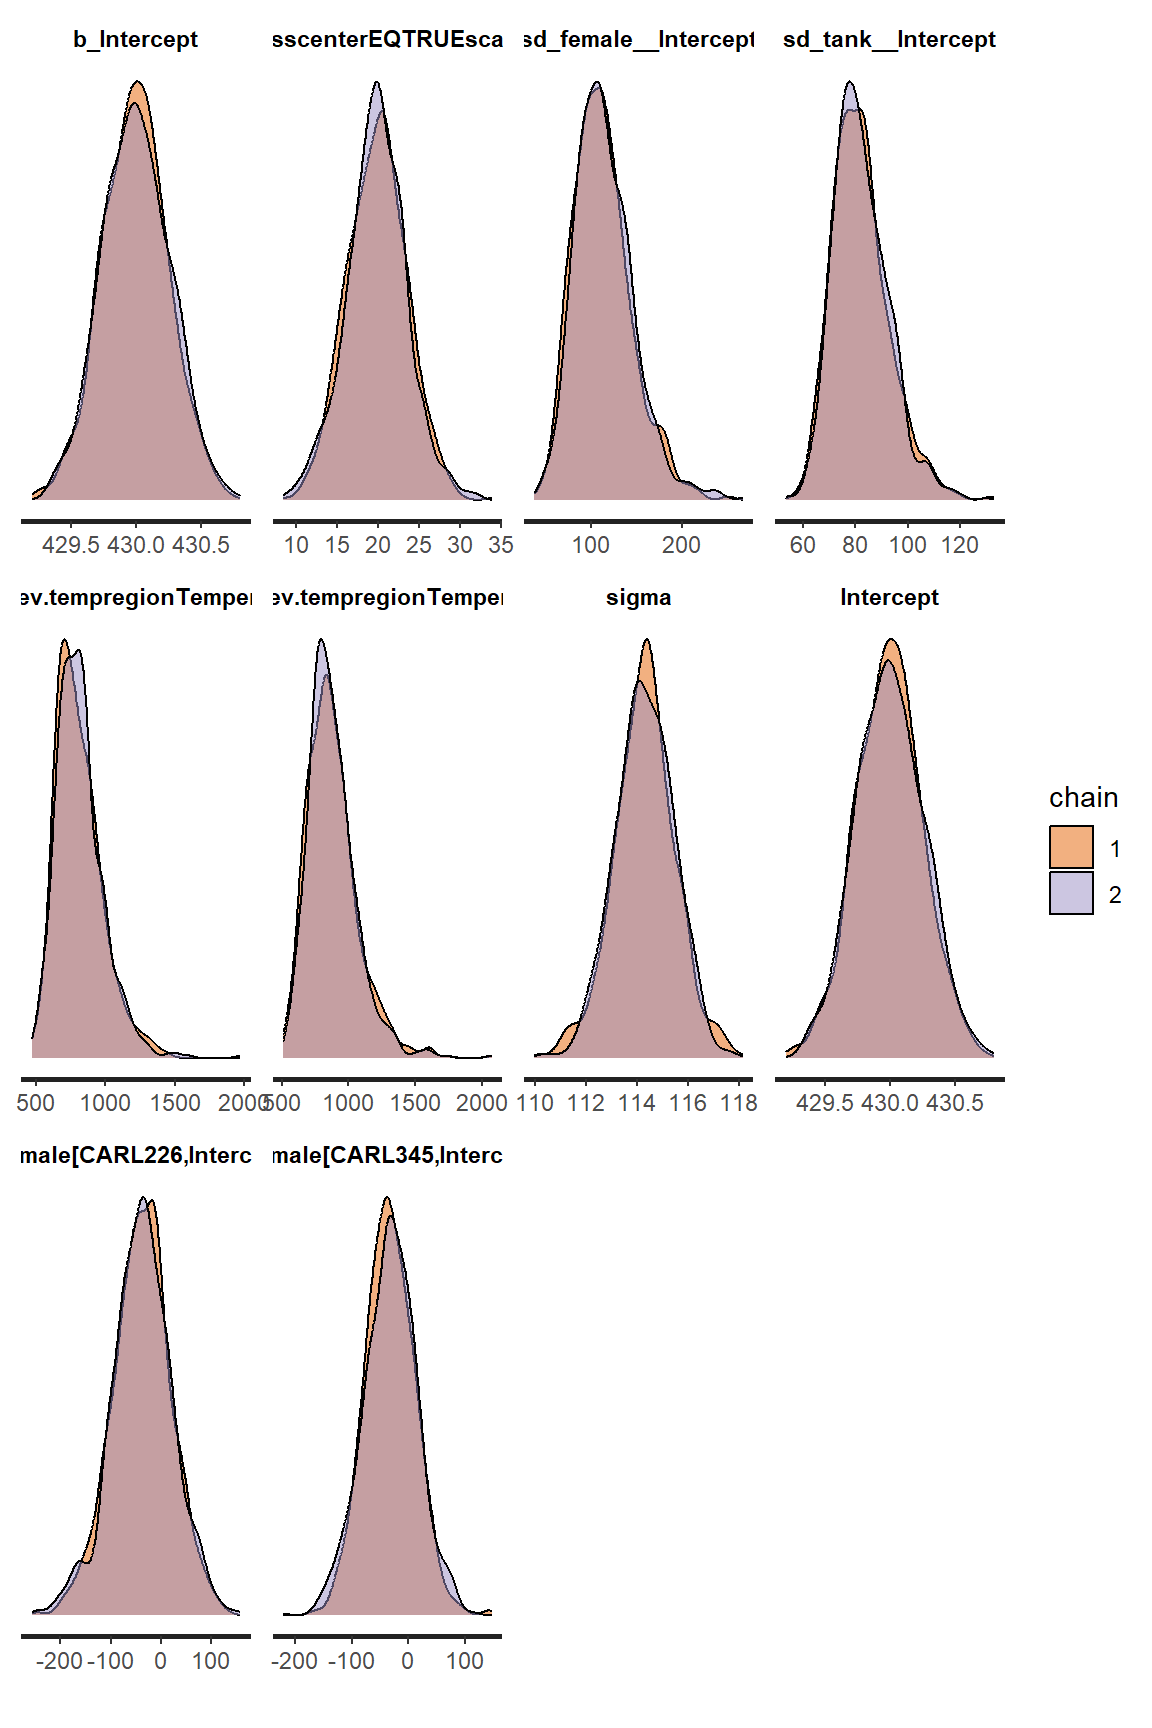 b_Intercept
sscenterEQTRUEsca
sd_female__Intercept
sd_tank__Intercept
429.5 430.0 430.5
10 15 20 25 30 35
100 200
60 80 100 120
ev.tempregionTemper
ev.tempregionTemper
sigma
Intercept
500 1000 1500 2000
500 1000 1500 2000
110 112 114 116 118
429.5 430.0 430.5
chain
1
2
male[CARL226,Interc
male[CARL345,Interc
-200 -100 0 100
-200 -100 0 100